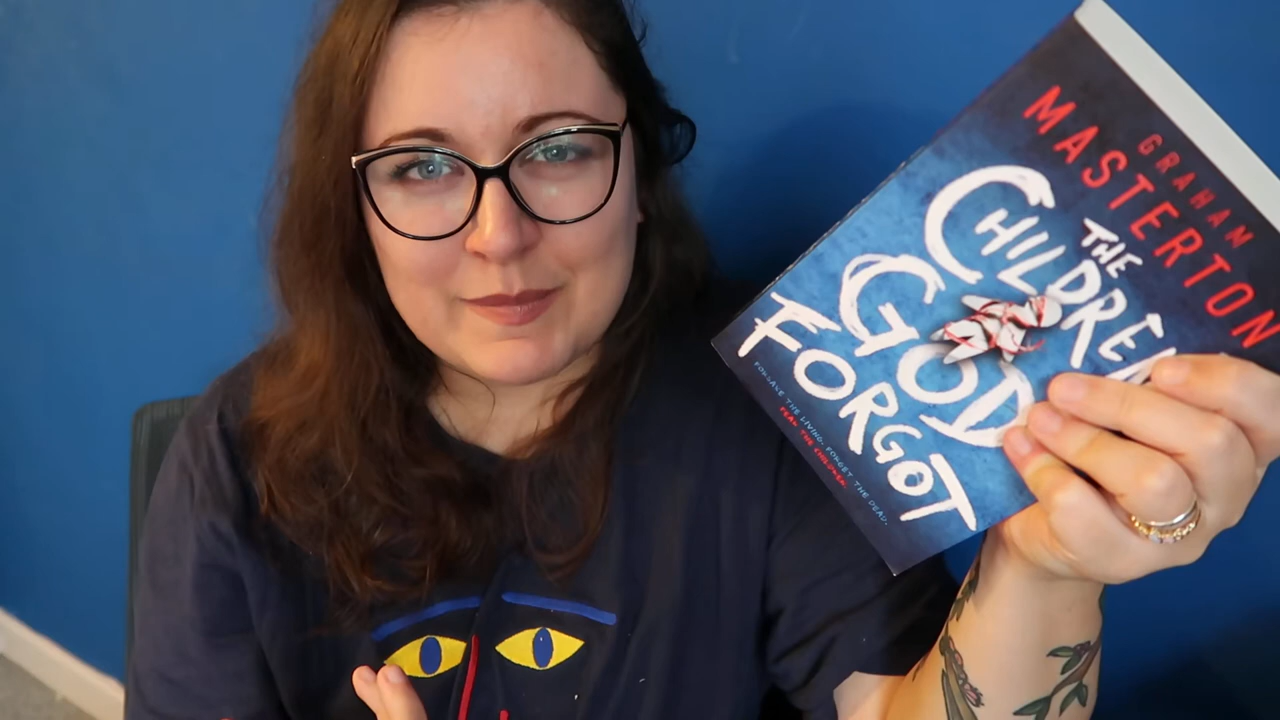 GRAHAM
MASTERTON
THE
CHILDREN
GOD
FORGOT
FORSAKE THE LIVING. FORGET THE DEAD.
FEAR THE CHILDREN.